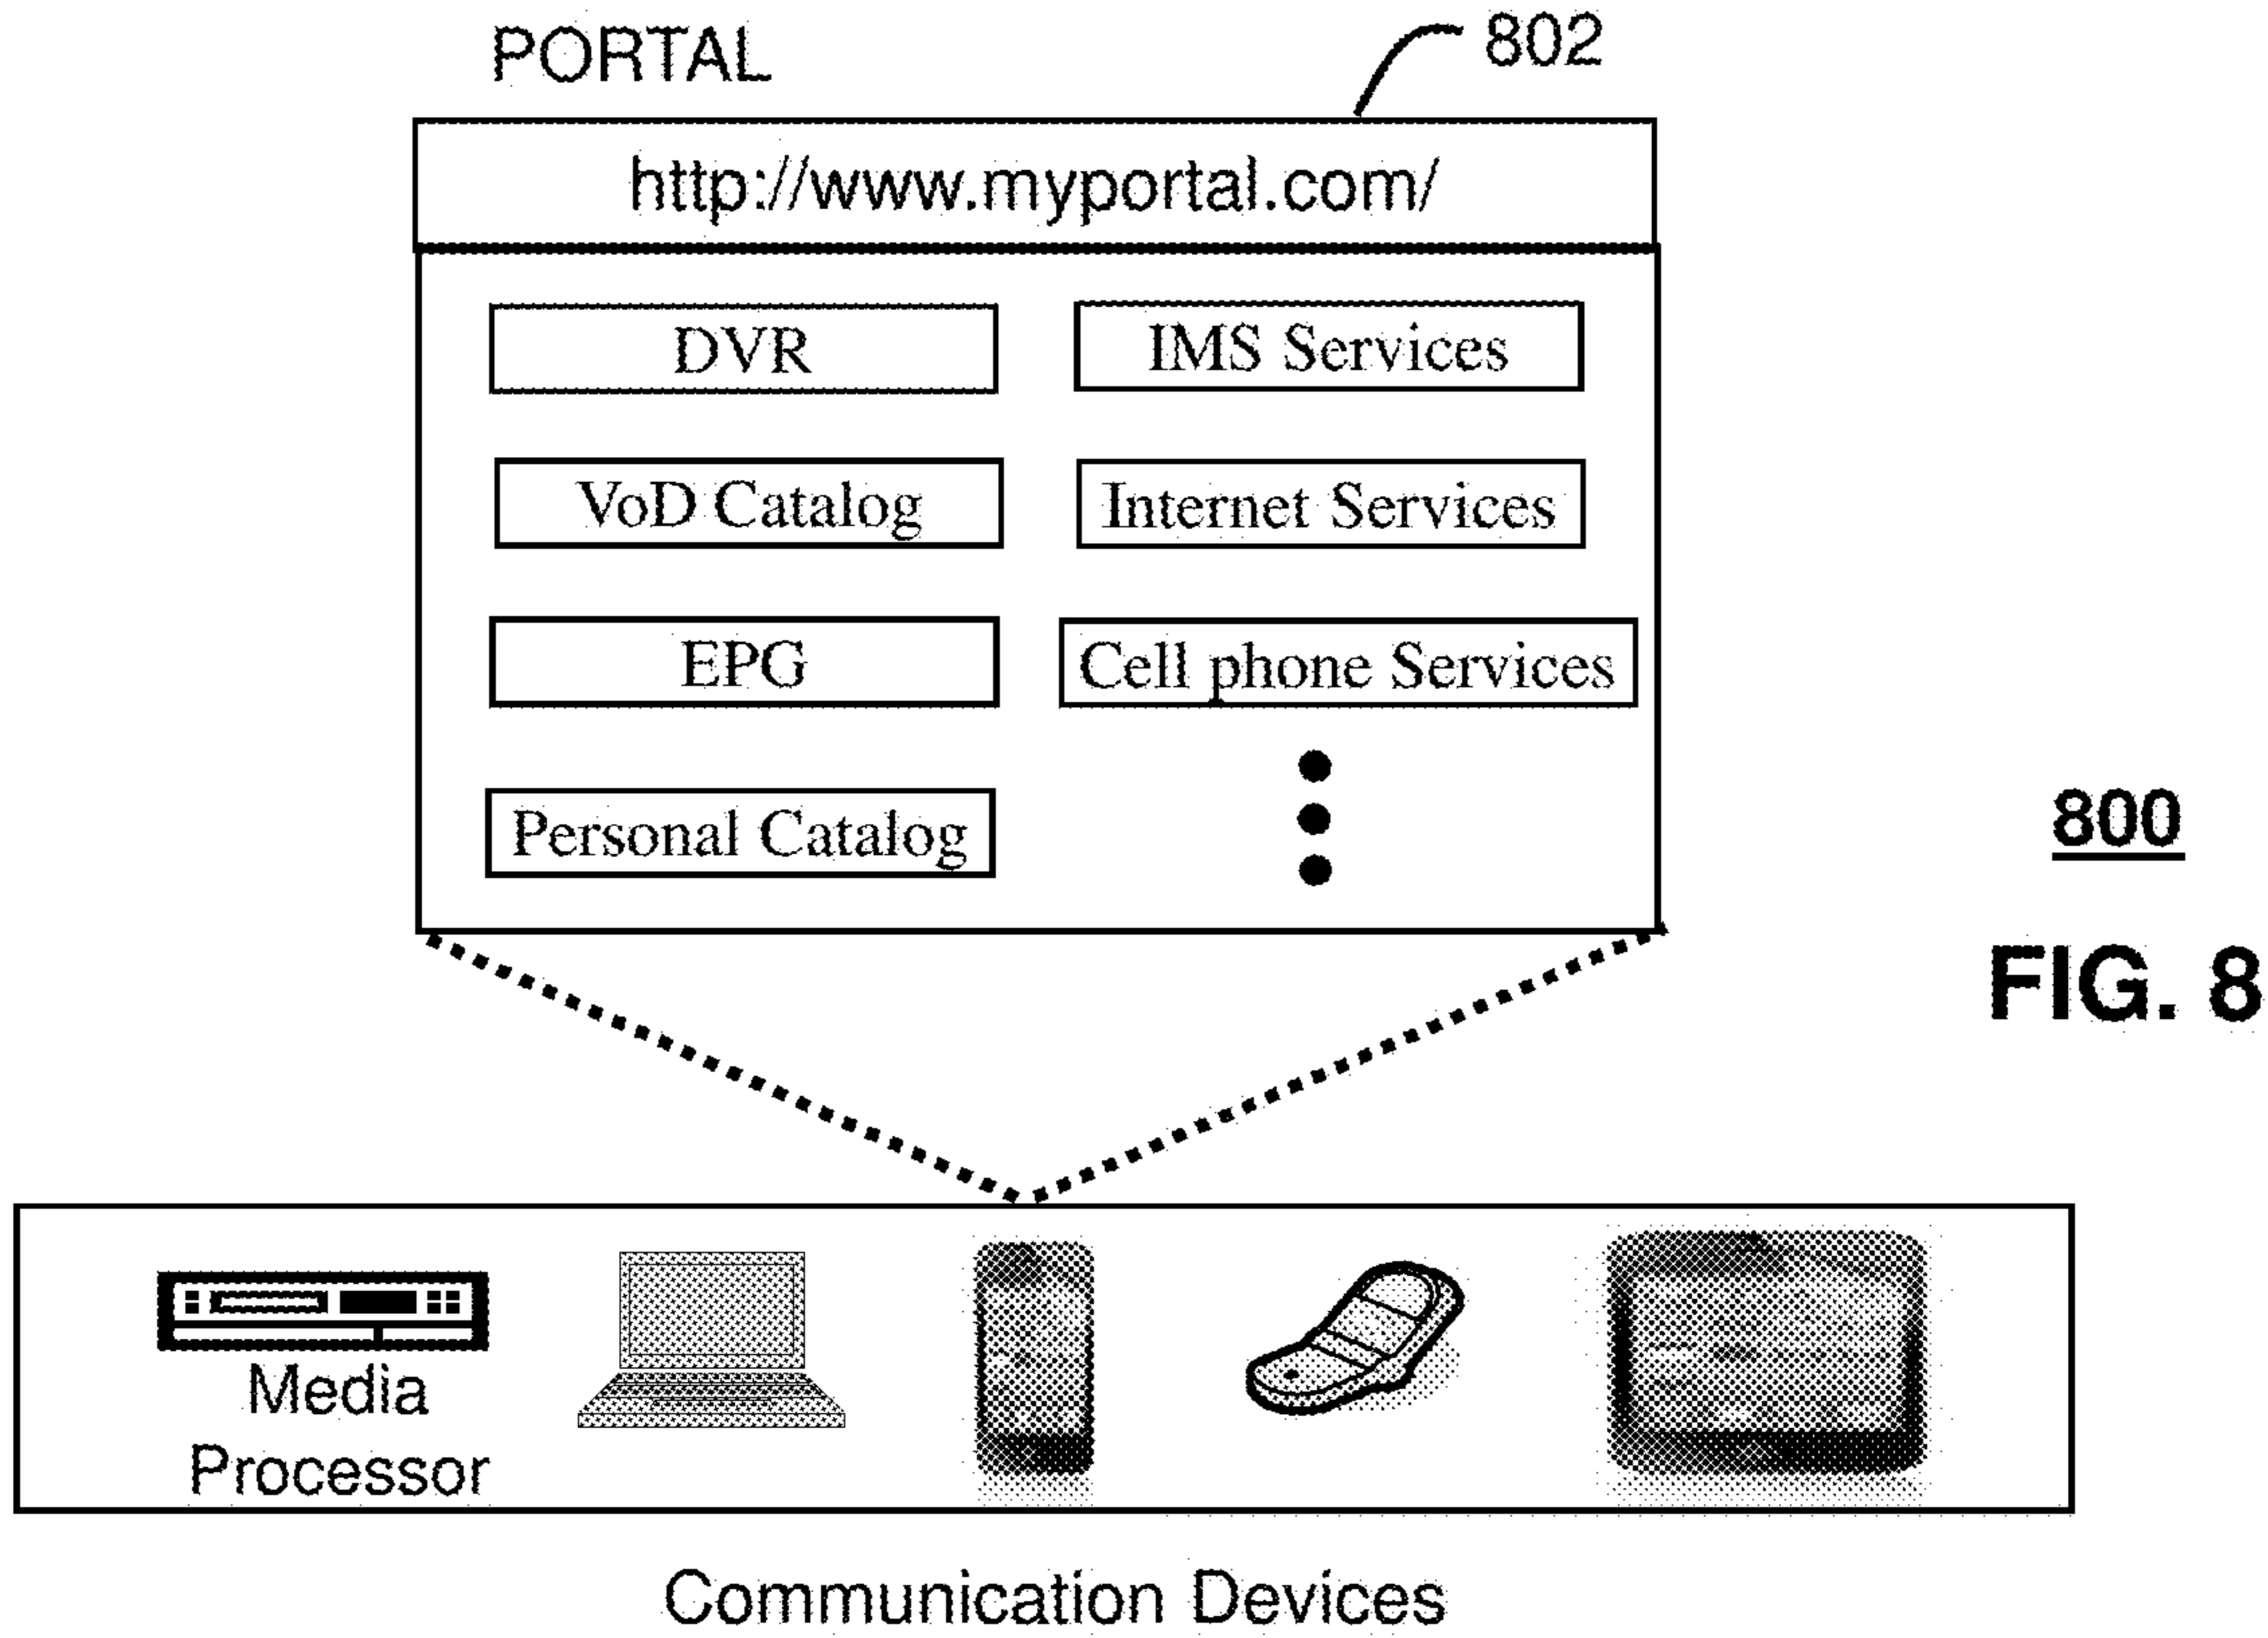 PORTAL
802
http://www.myportal.com/
DVR
IMS Services
VoD Catalog
Internet Services
EPG
Cell phone Services
Personal Catalog
800
FIG. 8
Media
Processor
Communication Devices